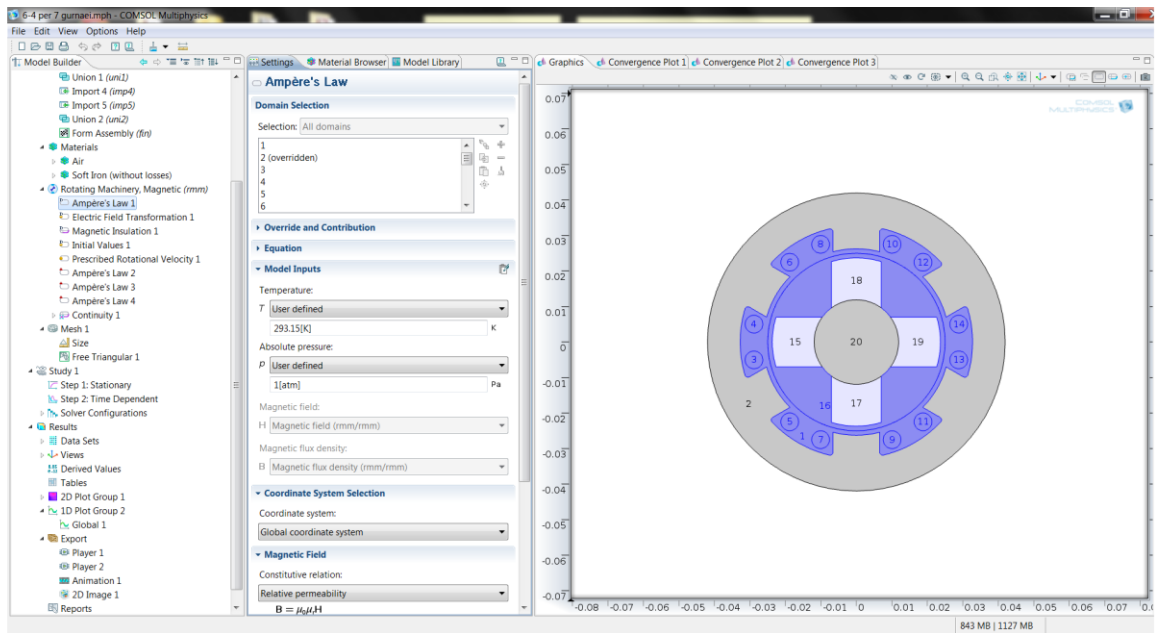 6-4 per 7 gumaei.mph - COMSOL Multiphysics
File Edit View Options Help
Model Builder
Union 1 (uni1)
Import 4 (imp4)
Import 5 (imp5)
Union 2 (uni2)
Form Assembly (fin)
Materials
Air
Soft Iron (without losses)
Rotating Machinery, Magnetic (rmm)
Ampère's Law 1
Electric Field Transformation 1
Magnetic Insulation 1
Initial Values 1
Prescribed Rotational Velocity 1
Ampère's Law 2
Ampère's Law 3
Ampère's Law 4
Continuity 1
Mesh 1
Size
Free Triangular 1
Study 1
Step 1: Stationary
Step 2: Time Dependent
Solver Configurations
Results
Data Sets
Views
Derived Values
Tables
2D Plot Group 1
1D Plot Group 2
Global 1
Export
Player 1
Player 2
Animation 1
2D Image 1
Reports
Settings Material Browser Model Library
Ampère's Law
Domain Selection
Selection: All domains
1
2 (overridden)
3
4
5
6
Override and Contribution
Equation
Model Inputs
Temperature:
T User defined
293.15[K] K
Absolute pressure:
p User defined
1[atm] Pa
Magnetic field:
H Magnetic field (rmm/rmm)
Magnetic flux density:
B Magnetic flux density (rmm/rmm)
Coordinate System Selection
Coordinate system:
Global coordinate system
Magnetic Field
Constitutive relation:
Relative permeability
B = μ₀μᵣH
Graphics Convergence Plot 1 Convergence Plot 2 Convergence Plot 3
COMSOL
MULTIPHYSICS
0.07
0.06
0.05
0.04
0.03
0.02
0.01
0
-0.01
-0.02
-0.03
-0.04
-0.05
-0.06
-0.07
8 10
6 12
18
4 14
15 20 19
3 13
2 16 17
5 11
1 7 9
-0.08 -0.07 -0.06 -0.05 -0.04 -0.03 -0.02 -0.01 0 0.01 0.02 0.03 0.04 0.05 0.06 0.07
843 MB | 1127 MB